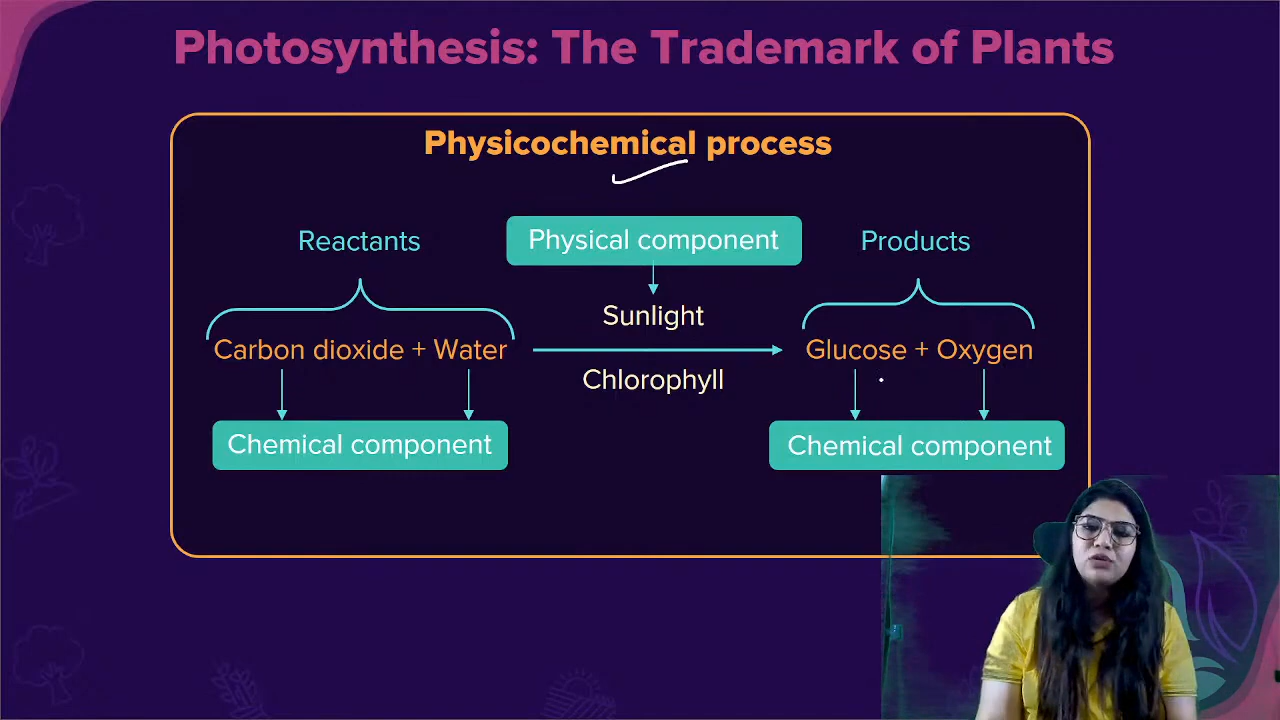 Photosynthesis: The Trademark of Plants
Physicochemical process
Reactants
Physical component
Products
Sunlight
Carbon dioxide + Water
Glucose + Oxygen
Chlorophyll
Chemical component
Chemical component